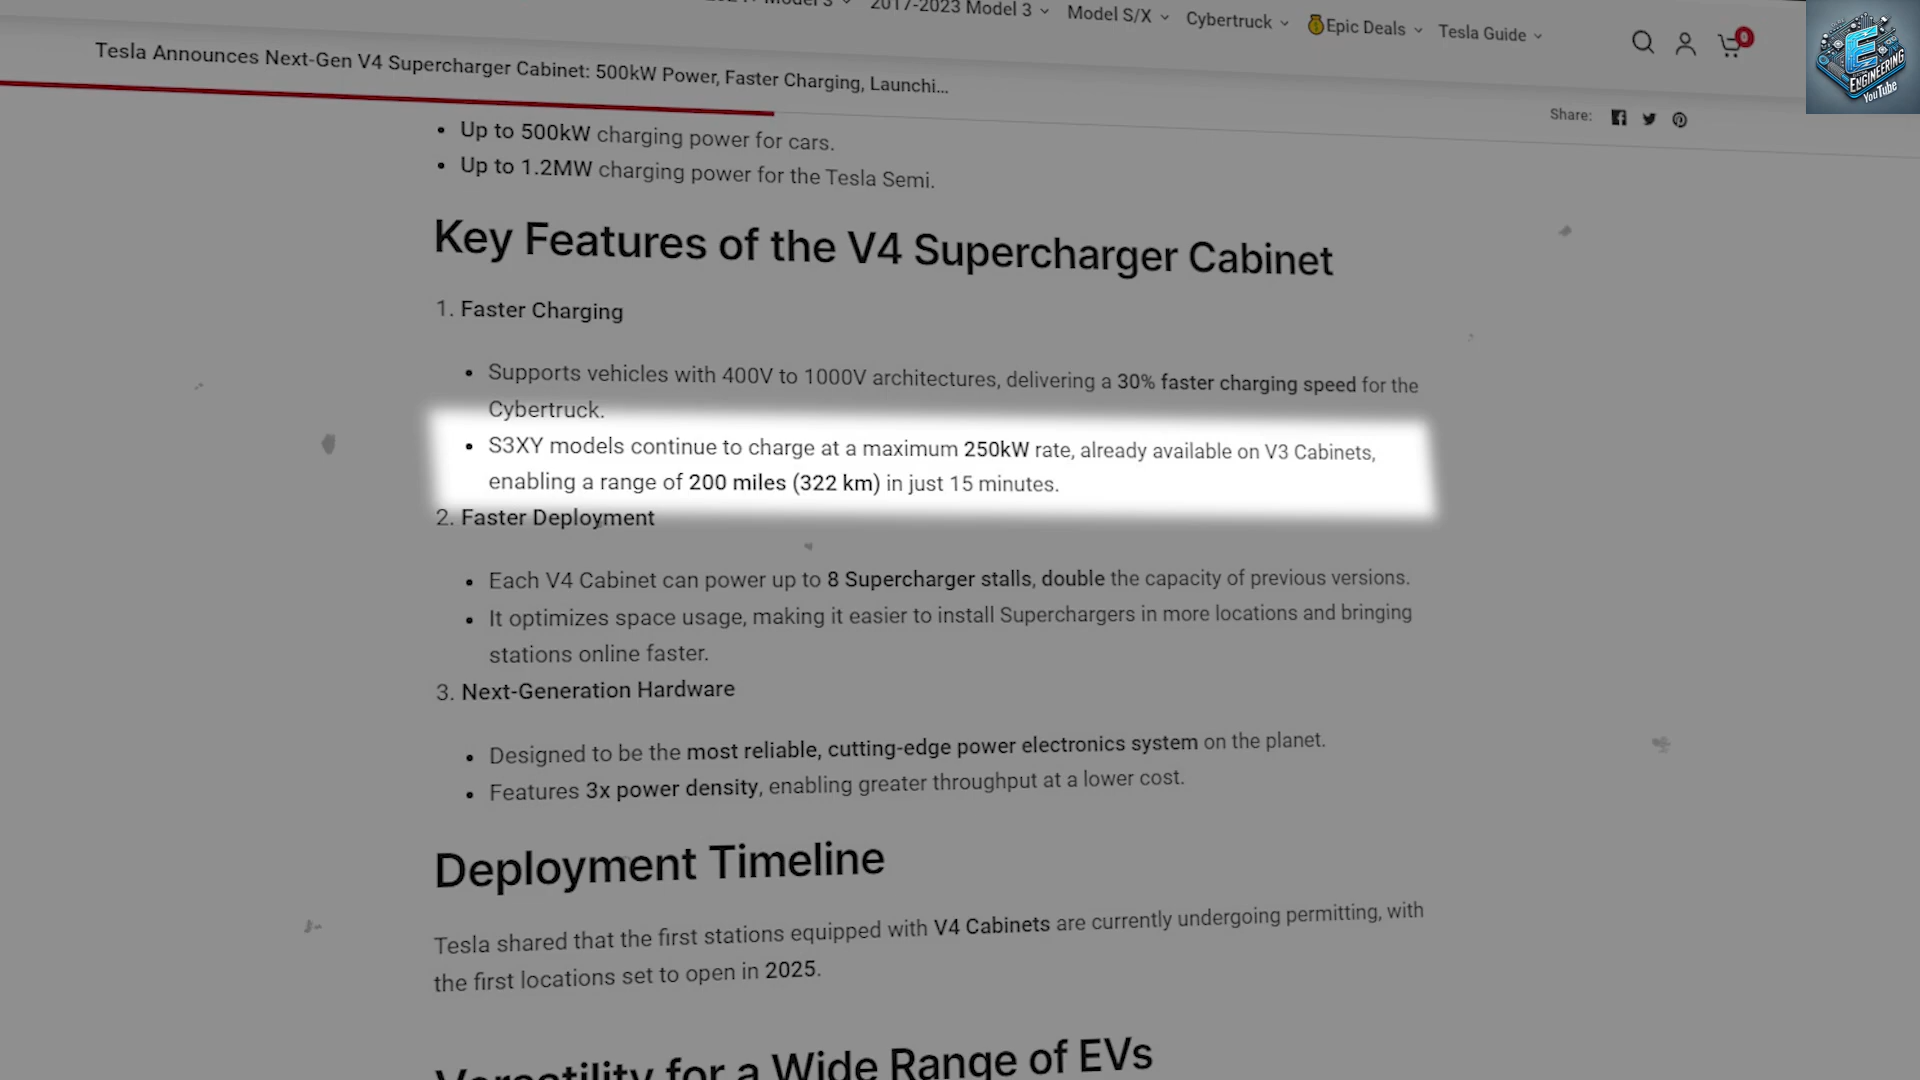 2017-2023 Model 3
Model S/X
Cybertruck
Epic Deals
Tesla Guide
0
E ENGINEERING YouTube
Tesla Announces Next-Gen V4 Supercharger Cabinet: 500kW Power, Faster Charging, Launchi...
Share:
• Up to 500kW charging power for cars.
• Up to 1.2MW charging power for the Tesla Semi.
Key Features of the V4 Supercharger Cabinet
1. Faster Charging
• Supports vehicles with 400V to 1000V architectures, delivering a 30% faster charging speed for the
Cybertruck.
• S3XY models continue to charge at a maximum 250kW rate, already available on V3 Cabinets,
enabling a range of 200 miles (322 km) in just 15 minutes.
2. Faster Deployment
• Each V4 Cabinet can power up to 8 Supercharger stalls, double the capacity of previous versions.
• It optimizes space usage, making it easier to install Superchargers in more locations and bringing
stations online faster.
3. Next-Generation Hardware
• Designed to be the most reliable, cutting-edge power electronics system on the planet.
• Features 3x power density, enabling greater throughput at a lower cost.
Deployment Timeline
Tesla shared that the first stations equipped with V4 Cabinets are currently undergoing permitting, with
the first locations set to open in 2025.
Versatility for a Wide Range of EVs